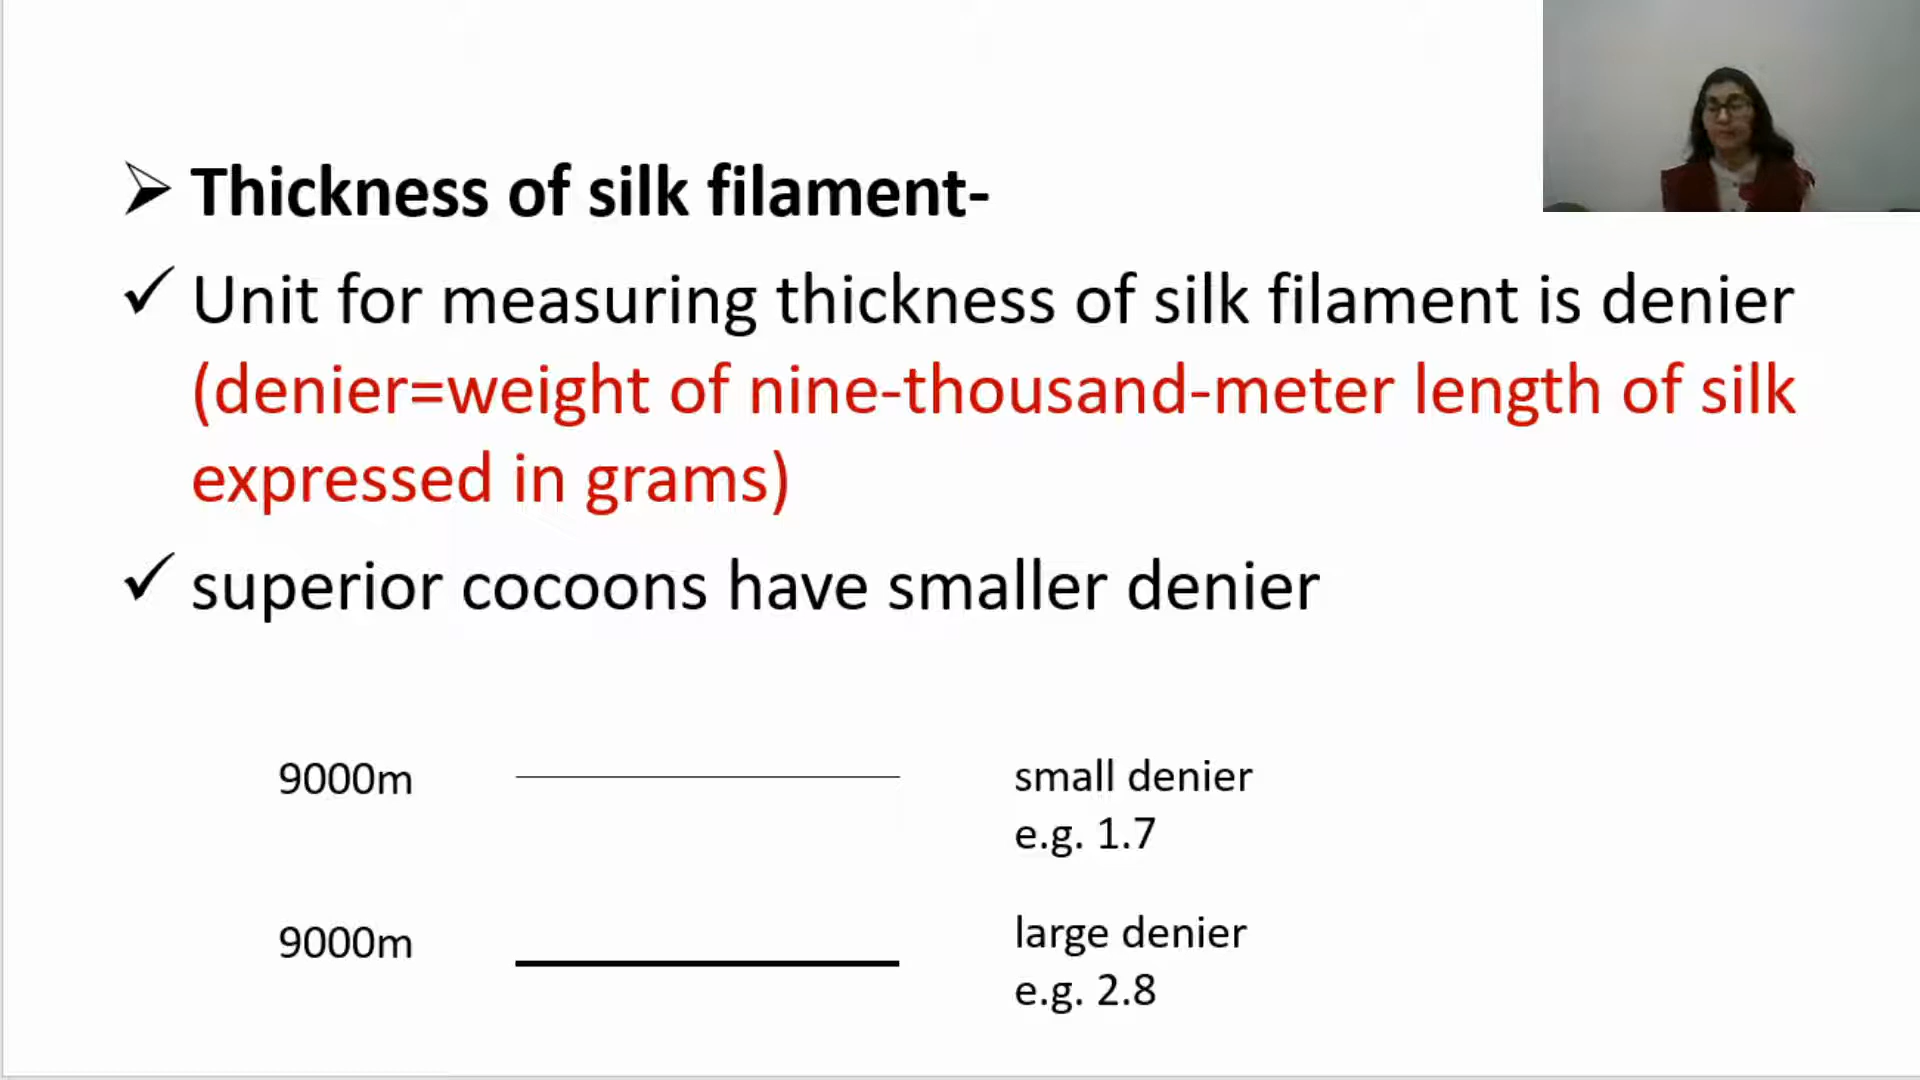 Thickness of silk filament-
Unit for measuring thickness of silk filament is denier
(denier=weight of nine-thousand-meter length of silk
expressed in grams)
superior cocoons have smaller denier
9000m
small denier
e.g. 1.7
9000m
large denier
e.g. 2.8